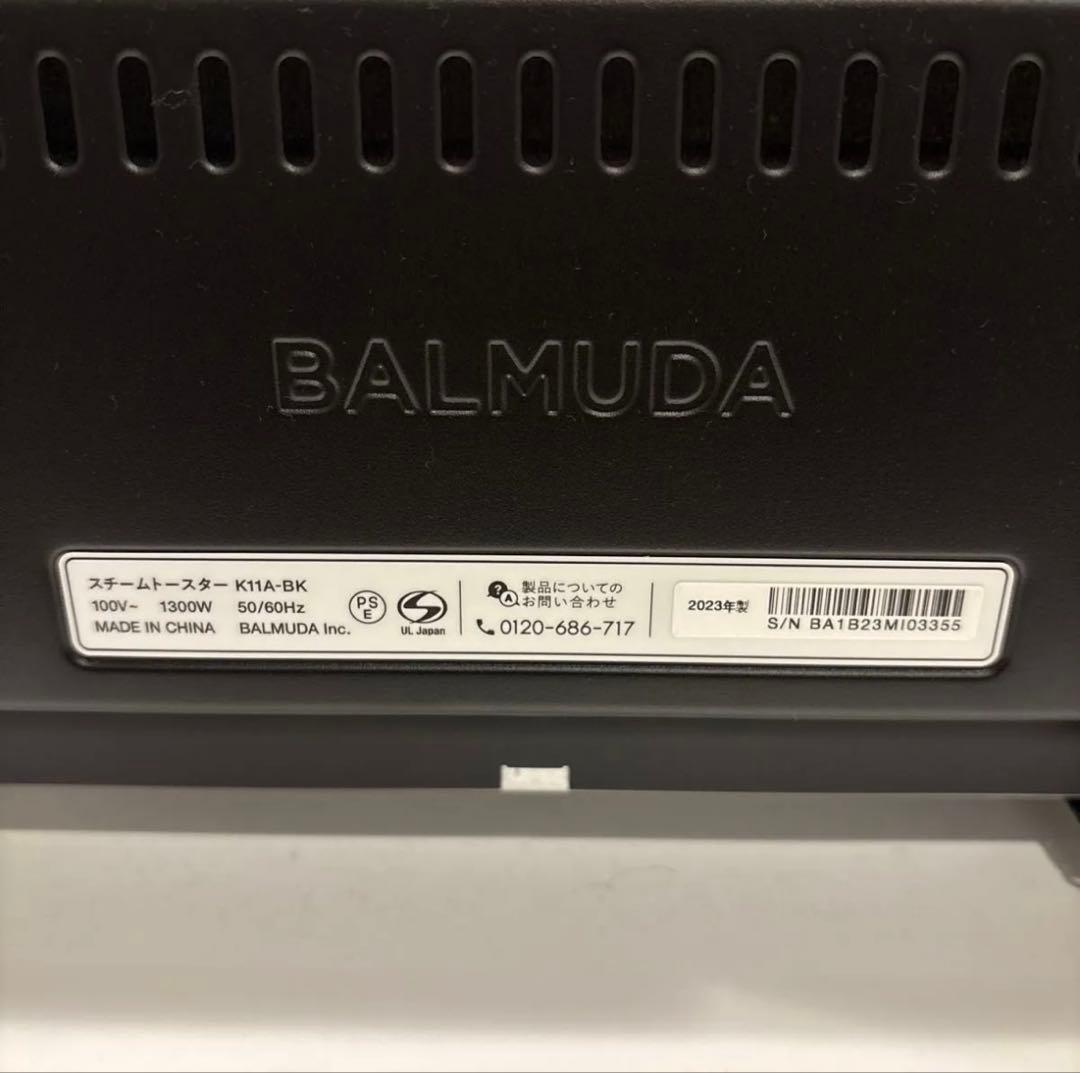 BALMUDA
スチームトースター K11A-BK
100V~ 1300W 50/60Hz
MADE IN CHINA BALMUDA Inc.
PS
E
S
UL Japan
? A
製品についての
お問い合わせ
0120-686-717
2023年製
S/N BA1B23MI03355